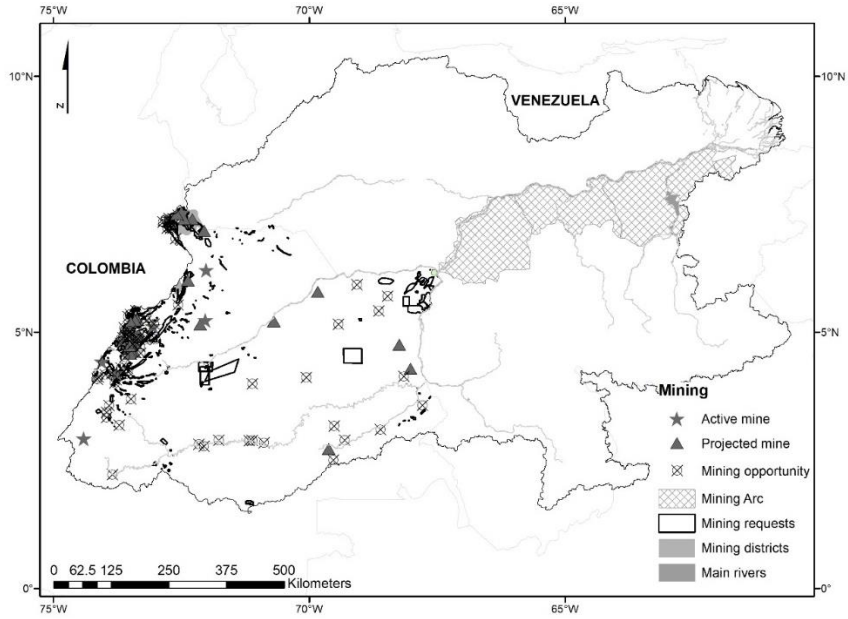 75°W 70°W 65°W
10°N 10°N
N
VENEZUELA
COLOMBIA
5°N 5°N
Mining
Active mine
Projected mine
Mining opportunity
Mining Arc
Mining requests
Mining districts
Main rivers
0 62.5 125 250 375 500
Kilometers
0° 0°
75°W 70°W 65°W